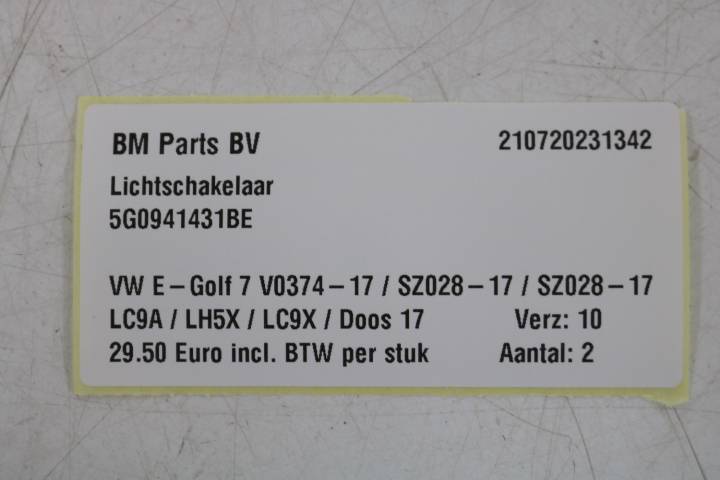 BM Parts BV 210720231342
Lichtschakelaar
5G0941431BE
VW E-Golf 7 V0374-17 / SZ028-17 / SZ028-17
LC9A / LH5X / LC9X / Doos 17 Verz: 10
29.50 Euro incl. BTW per stuk Aantal: 2